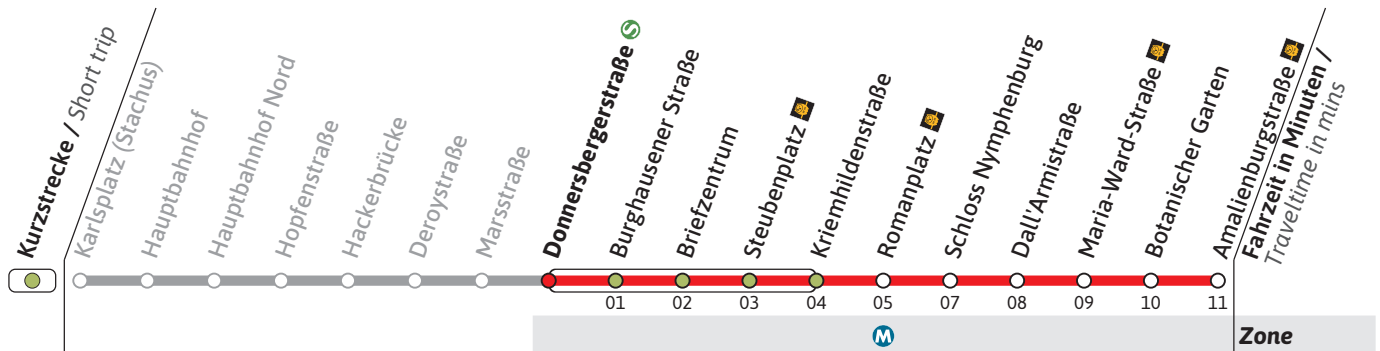 Kurzstrecke / Short trip
Karlsplatz (Stachus)
Hauptbahnhof
Hauptbahnhof Nord
Hopfenstraße
Hackerbrücke
Deroystraße
Marsstraße
Donnersbergerstraße S
Burghausener Straße
Briefzentrum
Steubenplatz
Kriemhildenstraße
Romanplatz
Schloss Nymphenburg
Dall'Armistraße
Maria-Ward-Straße
Botanischer Garten
Amalienburgstraße
Fahrzeit in Minuten /
Traveltime in mins
01 02 03 04 05 07 08 09 10 11
M Zone